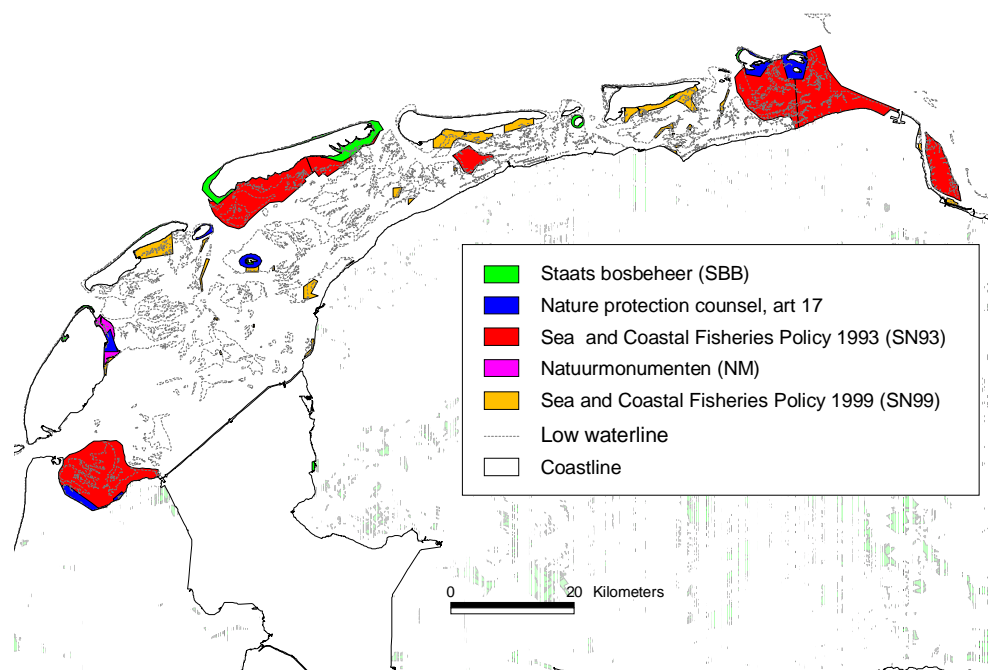 Staats bosbeheer (SBB)
Nature protection counsel, art 17
Sea and Coastal Fisheries Policy 1993 (SN93)
Natuurmonumenten (NM)
Sea and Coastal Fisheries Policy 1999 (SN99)
Low waterline
Coastline
0 20 Kilometers